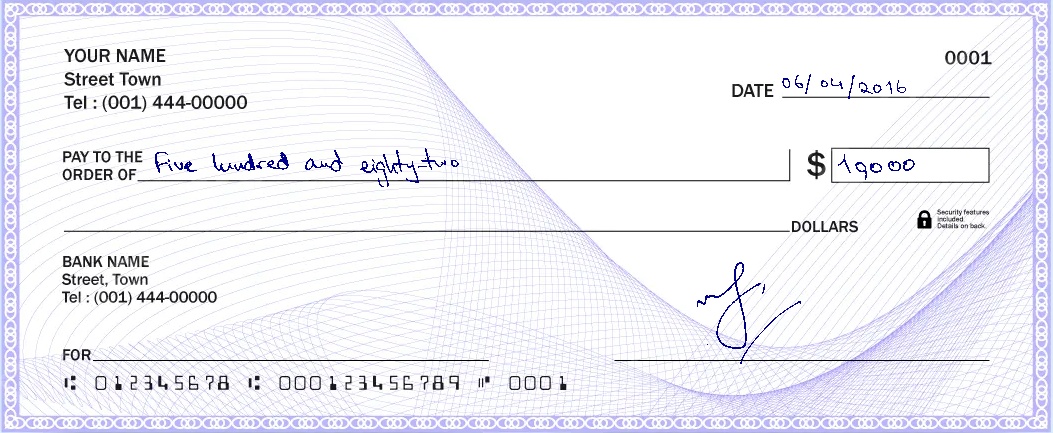 YOUR NAME
0001
Street Town
Tel : (001) 444-00000
DATE 06/04/2016
PAY TO THE ORDER OF Five hundred and eighty two
$ 19000
DOLLARS
Security features included. Details on back.
BANK NAME
Street, Town
Tel : (001) 444-00000
FOR
⑆ 012345678 ⑆ 000123456789 ⑈ 0001